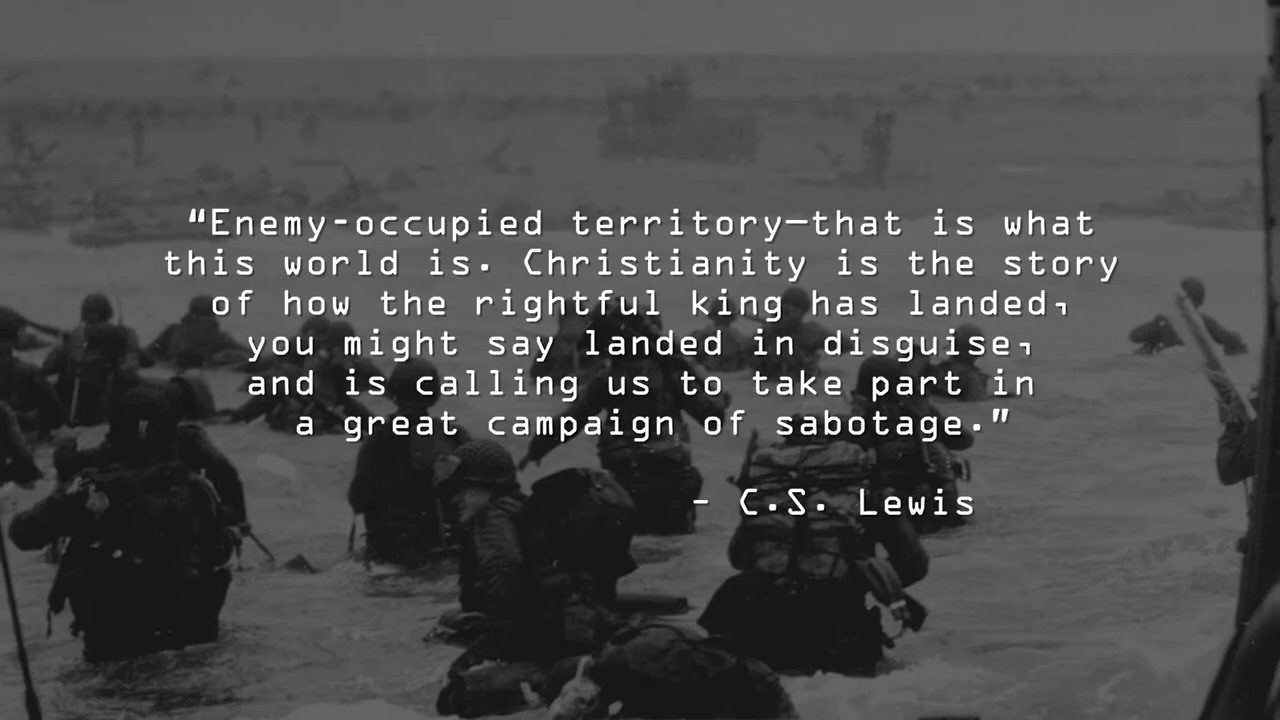 “Enemy-occupied territory—that is what
this world is. Christianity is the story
of how the rightful king has landed,
you might say landed in disguise,
and is calling us to take part in
a great campaign of sabotage.”
- C.S. Lewis